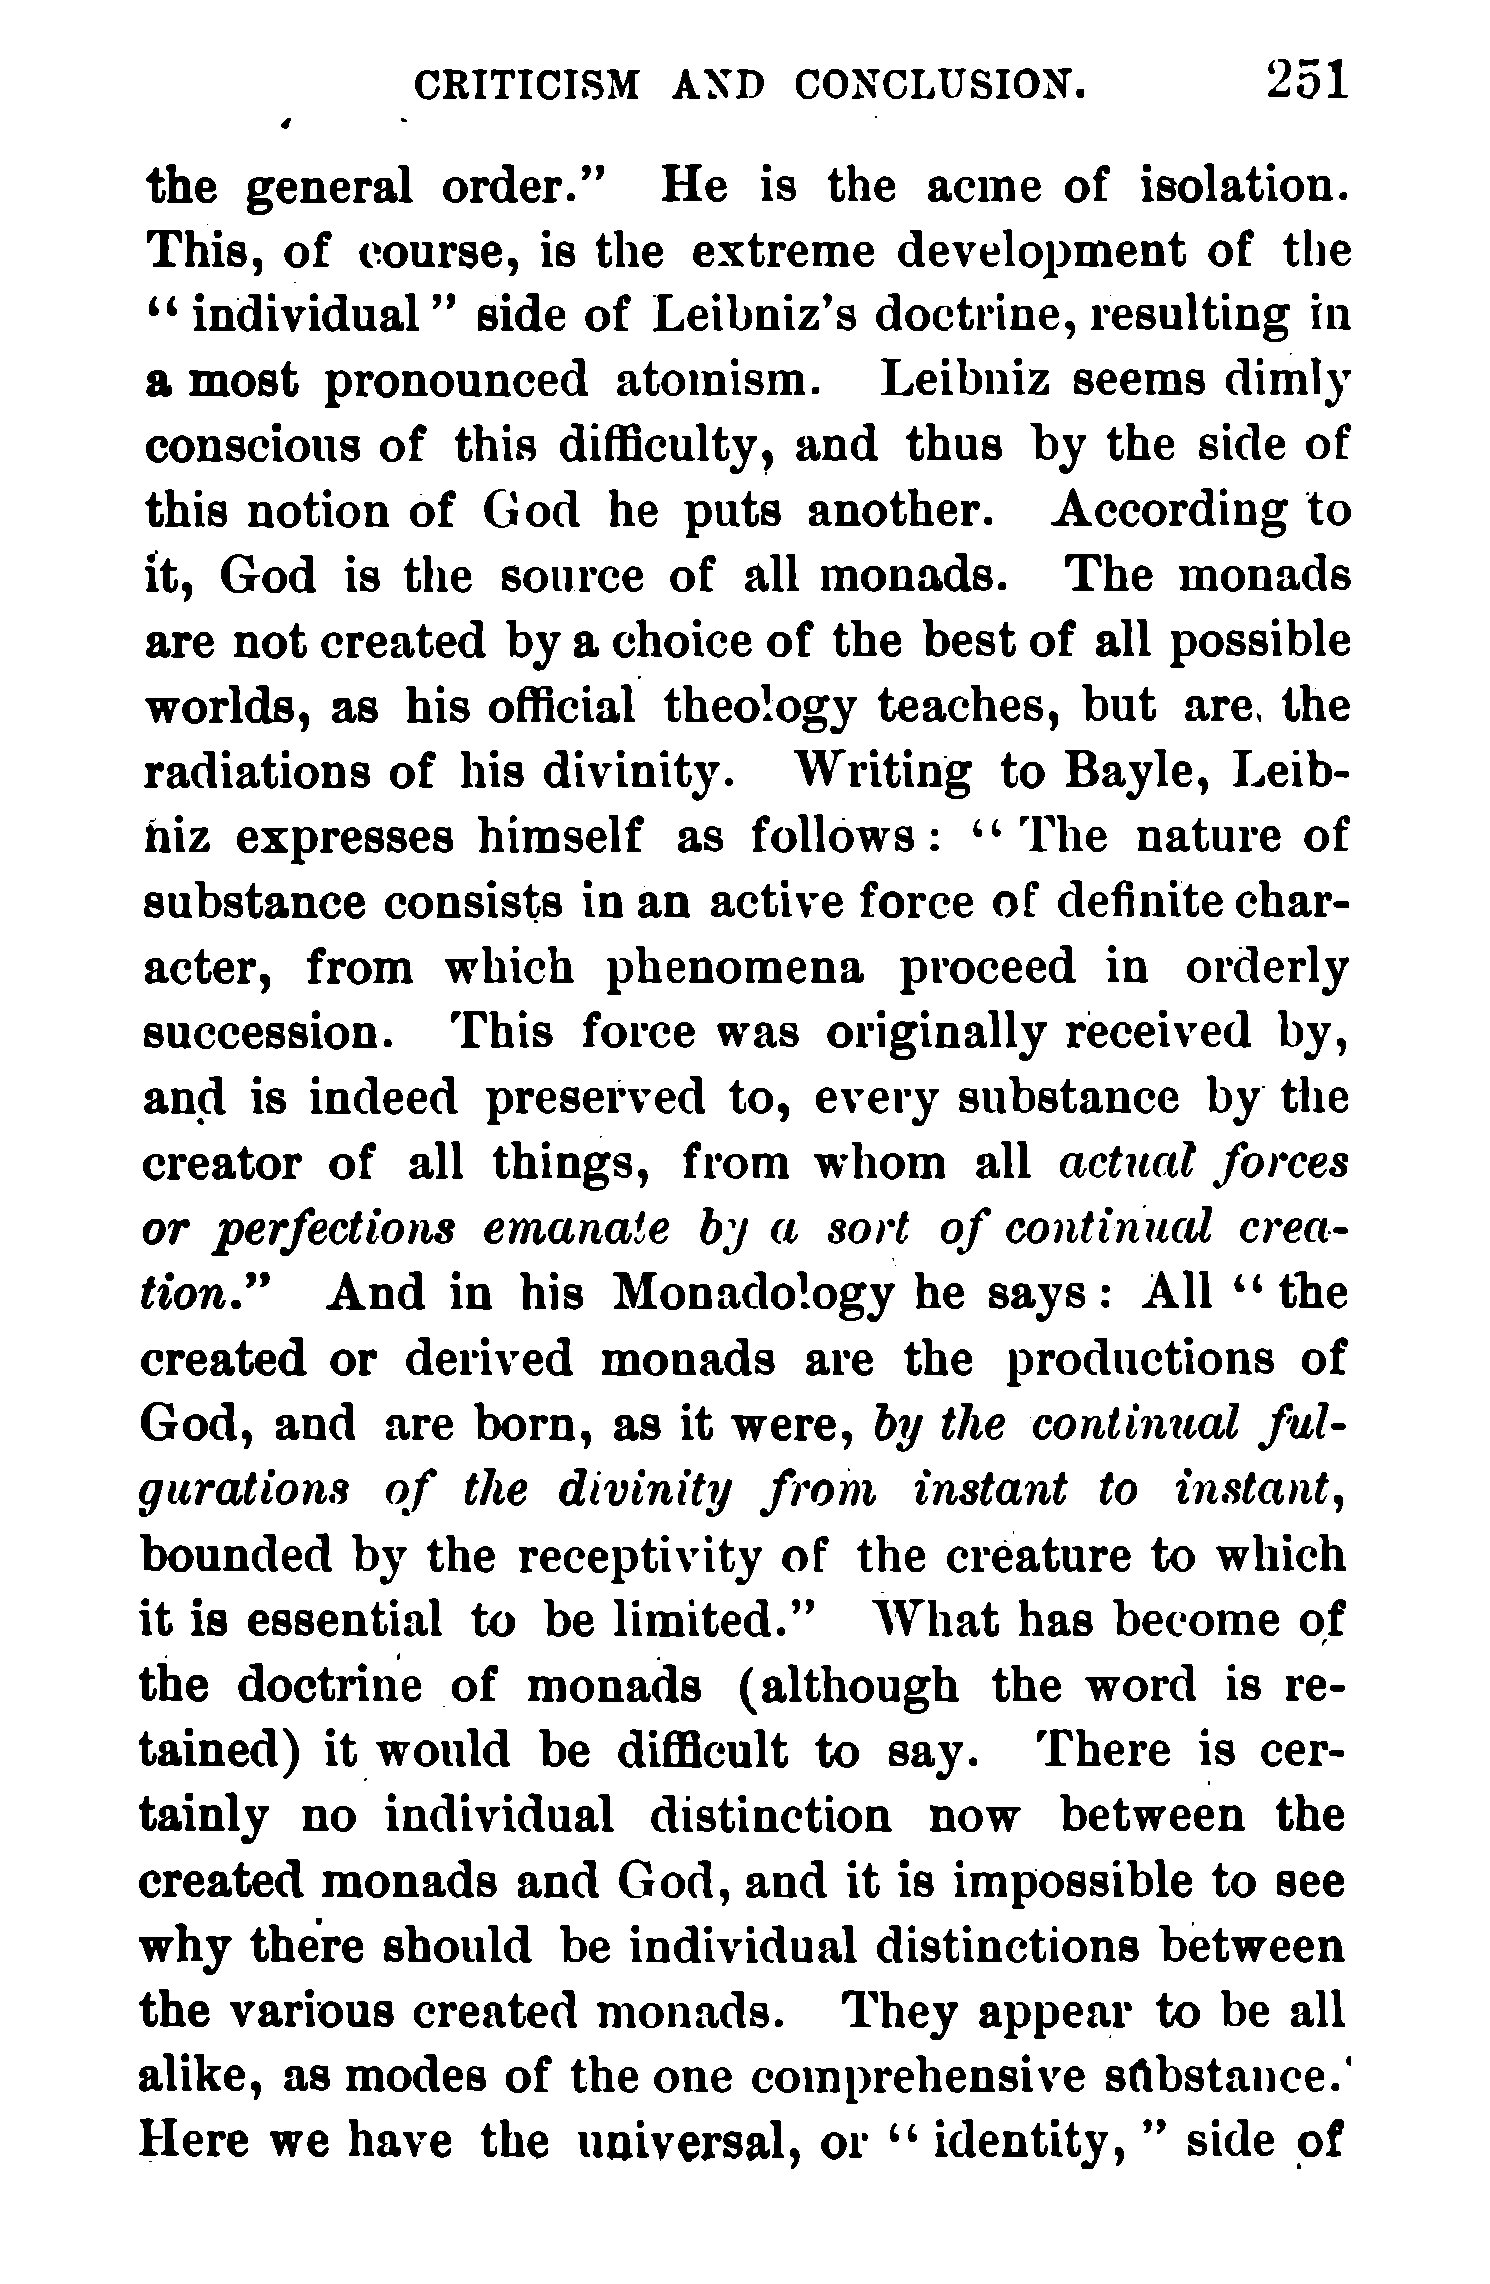 CRITICISM AND CONCLUSION. 251
the general order." He is the acme of isolation.
This, of course, is the extreme development of the
"individual" side of Leibniz's doctrine, resulting in
a most pronounced atomism. Leibniz seems dimly
conscious of this difficulty, and thus by the side of
this notion of God he puts another. According to
it, God is the source of all monads. The monads
are not created by a choice of the best of all possible
worlds, as his official theology teaches, but are the
radiations of his divinity. Writing to Bayle, Leib-
niz expresses himself as follows: "The nature of
substance consists in an active force of definite char-
acter, from which phenomena proceed in orderly
succession. This force was originally received by,
and is indeed preserved to, every substance by the
creator of all things, from whom all actual forces
or perfections emanate by a sort of continual crea-
tion." And in his Monadology he says: All "the
created or derived monads are the productions of
God, and are born, as it were, by the continual ful-
gurations of the divinity from instant to instant,
bounded by the receptivity of the creature to which
it is essential to be limited." What has become of
the doctrine of monads (although the word is re-
tained) it would be difficult to say. There is cer-
tainly no individual distinction now between the
created monads and God, and it is impossible to see
why there should be individual distinctions between
the various created monads. They appear to be all
alike, as modes of the one comprehensive substance.
Here we have the universal, or "identity," side of